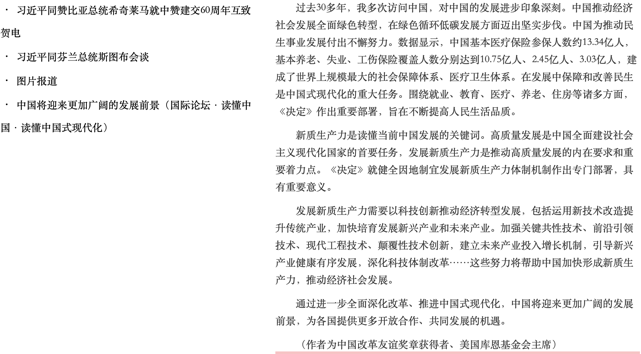 · 习近平同赞比亚总统希奇莱马就中赞建交60周年互致
贺电
· 习近平同芬兰总统斯图布会谈
· 图片报道
· 中国将迎来更加广阔的发展前景（国际论坛·读懂中
国·读懂中国式现代化）
过去30多年，我多次访问中国，对中国的发展进步印象深刻。中国推动经济
社会发展全面绿色转型，在绿色循环低碳发展方面迈出坚实步伐。中国为推动民
生事业发展付出不懈努力。数据显示，中国基本医疗保险参保人数约13.34亿人，
基本养老、失业、工伤保险覆盖人数分别达到10.75亿人、2.45亿人、3.03亿人，建
成了世界上规模最大的社会保障体系、医疗卫生体系。在发展中保障和改善民生
是中国式现代化的重大任务。围绕就业、教育、医疗、养老、住房等诸多方面，
《决定》作出重要部署，旨在不断提高人民生活品质。
新质生产力是读懂当前中国发展的关键词。高质量发展是中国全面建设社会
主义现代化国家的首要任务，发展新质生产力是推动高质量发展的内在要求和重
要着力点。《决定》就健全因地制宜发展新质生产力体制机制作出专门部署，具
有重要意义。
发展新质生产力需要以科技创新推动经济转型发展，包括运用新技术改造提
升传统产业，加快培育发展新兴产业和未来产业。加强关键共性技术、前沿引领
技术、现代工程技术、颠覆性技术创新，建立未来产业投入增长机制，引导新兴
产业健康有序发展，深化科技体制改革……这些努力将帮助中国加快形成新质生
产力，推动经济社会发展。
通过进一步全面深化改革、推进中国式现代化，中国将迎来更加广阔的发展
前景，为各国提供更多开放合作、共同发展的机遇。
（作者为中国改革友谊奖章获得者、美国库恩基金会主席）